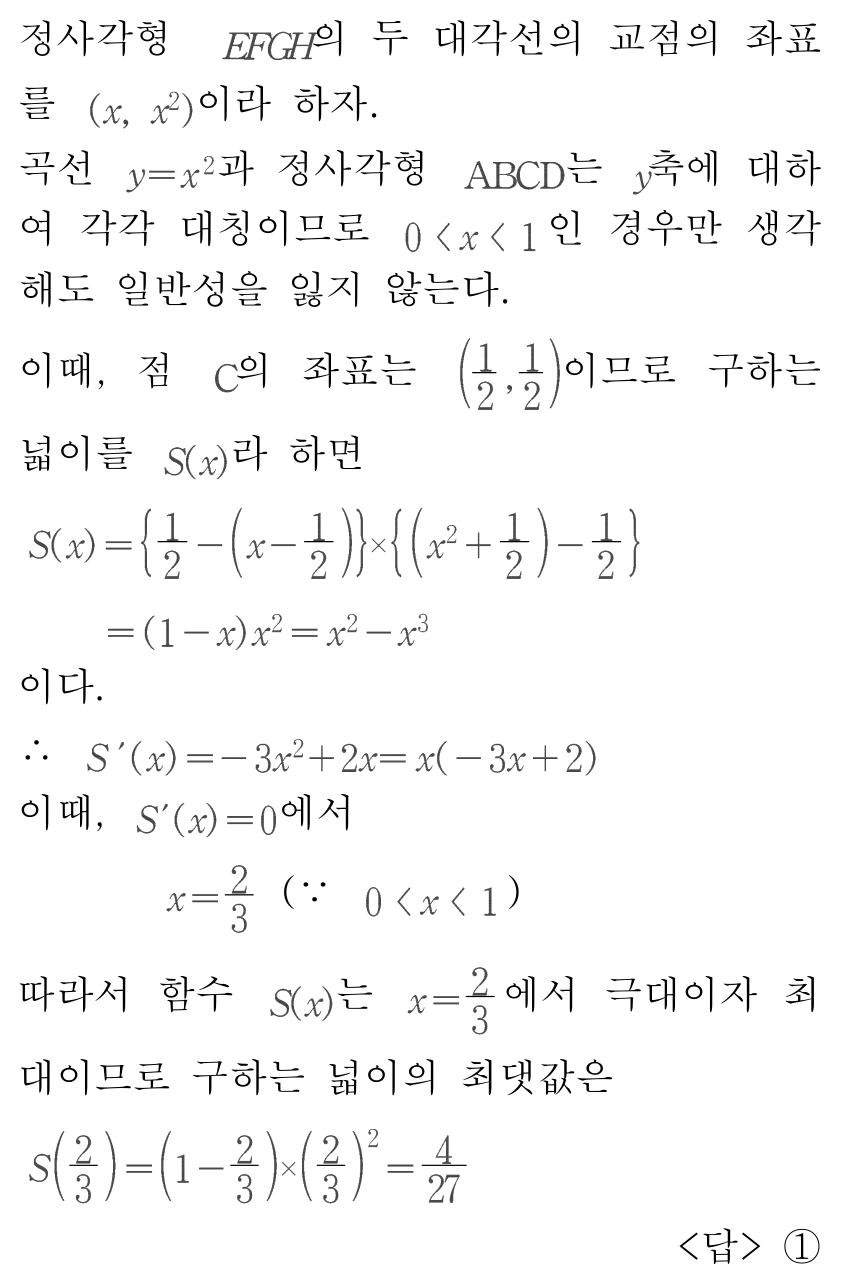 정사각형 EFGH의 두 대각선의 교점의 좌표
를 (x, x²)이라 하자.
곡선 y=x²과 정사각형 ABCD는 y축에 대하
여 각각 대칭이므로 0<x<1인 경우만 생각
해도 일반성을 잃지 않는다.
이때, 점 C의 좌표는 (1/2, 1/2)이므로 구하는
넓이를 S(x)라 하면
S(x)={1/2-(x-1/2)}×{(x²+1/2)-1/2}
=(1-x)x²=x²-x³
이다.
∴ S′(x)=-3x²+2x=x(-3x+2)
이때, S′(x)=0에서
x=2/3 (∵ 0<x<1)
따라서 함수 S(x)는 x=2/3에서 극대이자 최
대이므로 구하는 넓이의 최댓값은
S(2/3)=(1-2/3)×(2/3)²=4/27
<답> ①